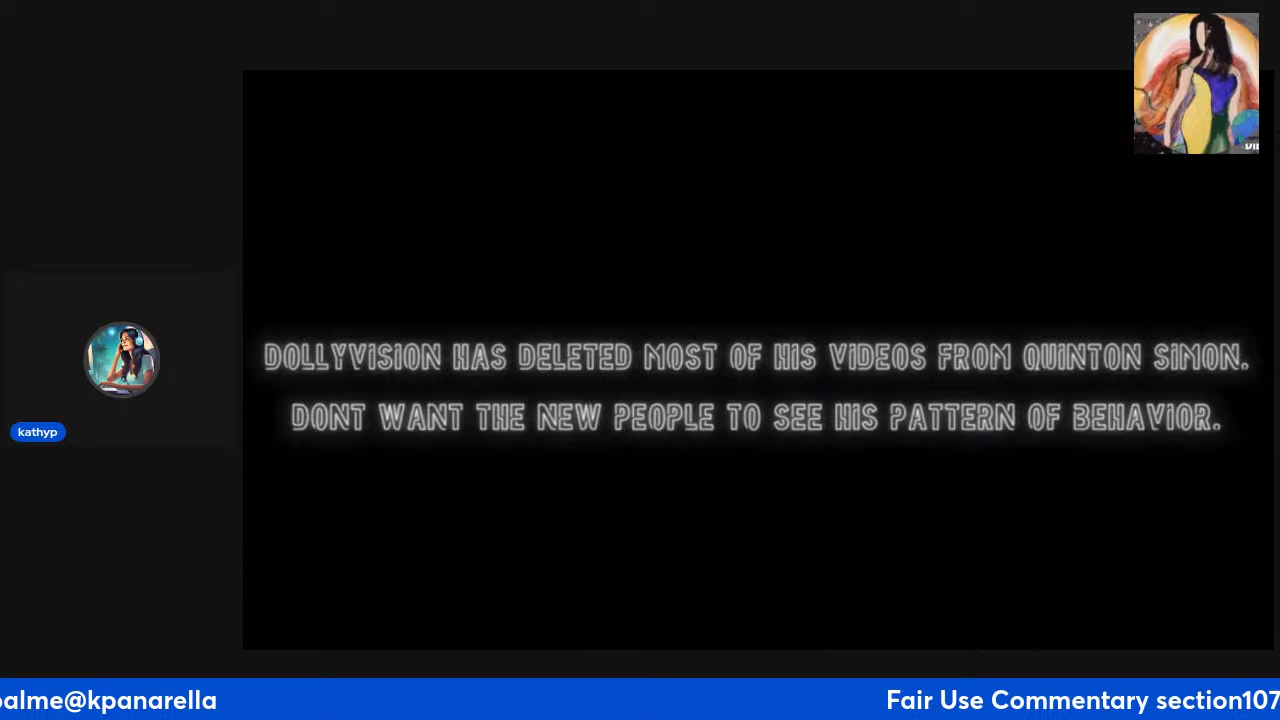 DOLLYVISION HAS DELETED MOST OF HIS VIDEOS FROM QUINTON SIMON.
DONT WANT THE NEW PEOPLE TO SEE HIS PATTERN OF BEHAVIOR.
kathyp
palme@kpanarella
Fair Use Commentary section107